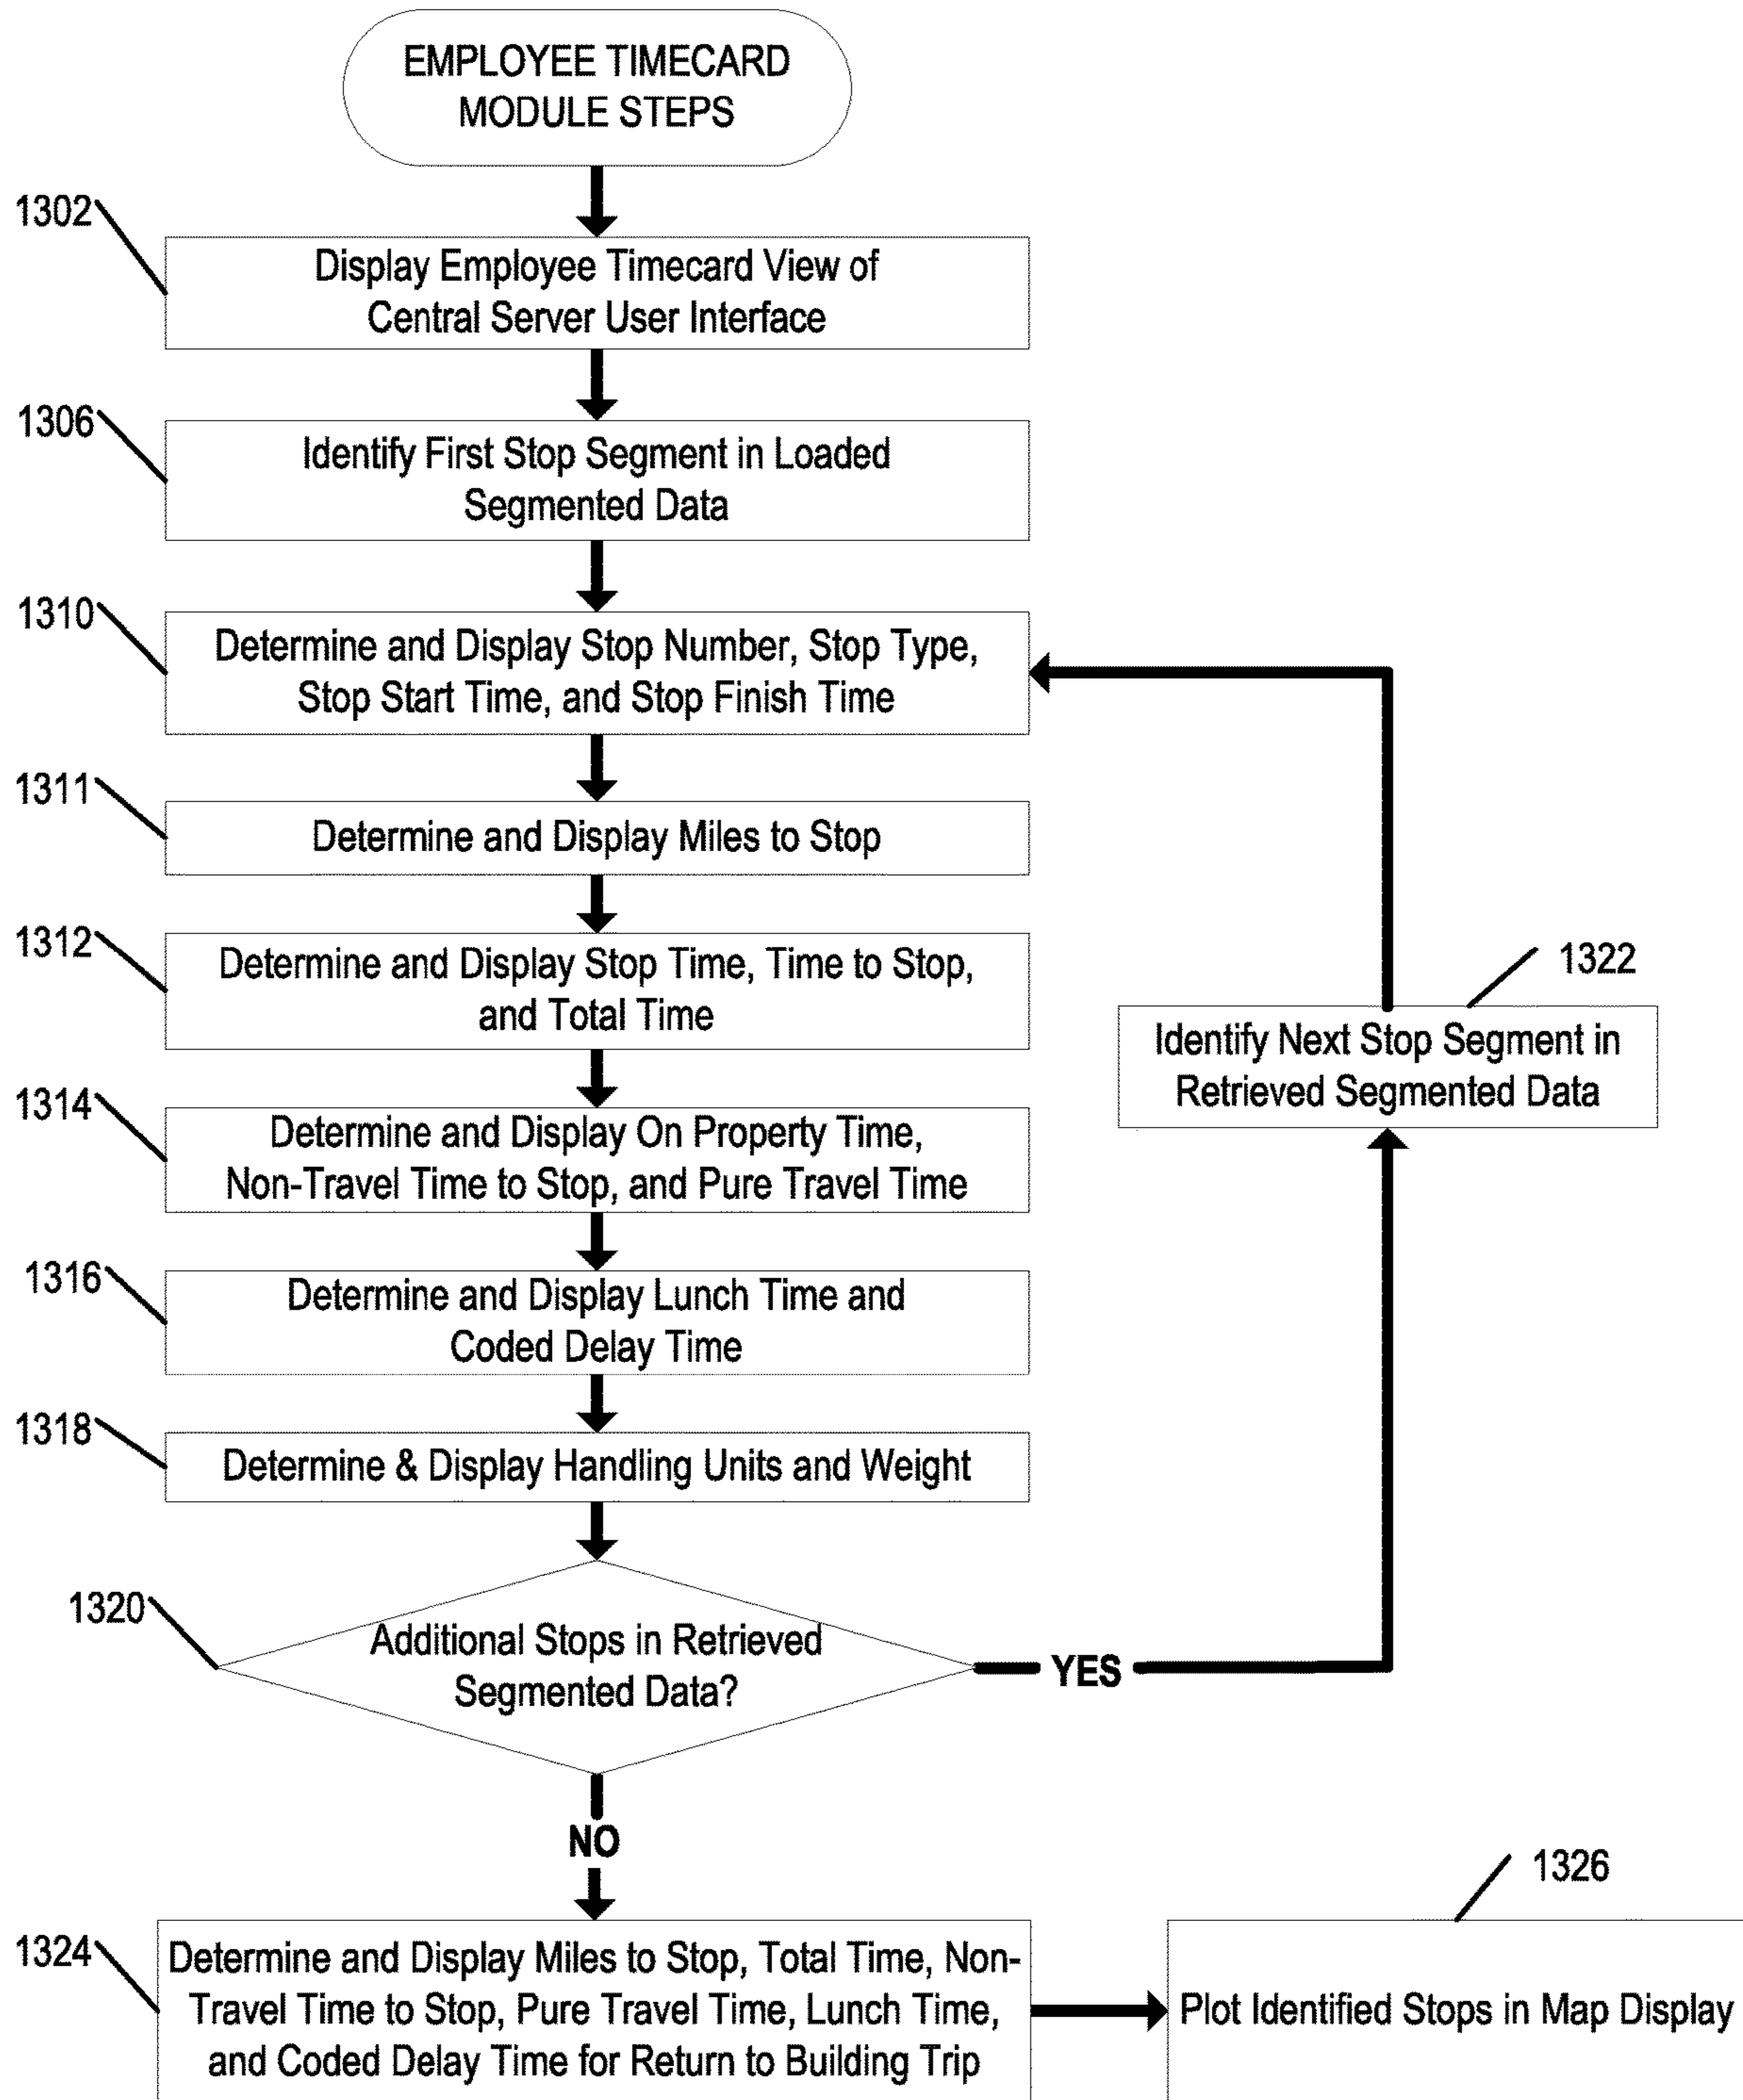 EMPLOYEE TIMECARD
MODULE STEPS
1302
Display Employee Timecard View of
Central Server User Interface
1306
Identify First Stop Segment in Loaded
Segmented Data
1310
Determine and Display Stop Number, Stop Type,
Stop Start Time, and Stop Finish Time
1311
Determine and Display Miles to Stop
1312
Determine and Display Stop Time, Time to Stop,
and Total Time
1322
Identify Next Stop Segment in
Retrieved Segmented Data
1314
Determine and Display On Property Time,
Non-Travel Time to Stop, and Pure Travel Time
1316
Determine and Display Lunch Time and
Coded Delay Time
1318
Determine & Display Handling Units and Weight
1320
Additional Stops in Retrieved
Segmented Data?
YES
NO
1324
Determine and Display Miles to Stop, Total Time, Non-
Travel Time to Stop, Pure Travel Time, Lunch Time,
and Coded Delay Time for Return to Building Trip
1326
Plot Identified Stops in Map Display